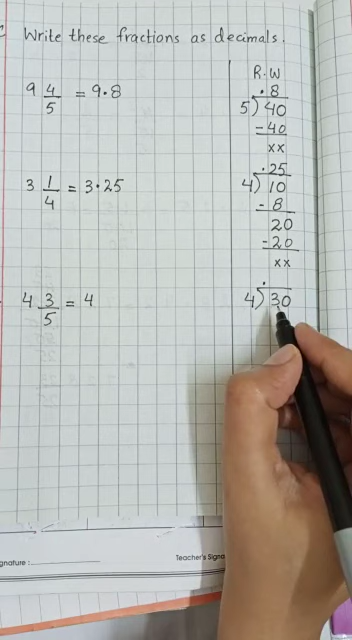 Write these fractions as decimals.
R.W
9 4/5 = 9.8
.8
5) 40
-40
xx
3 1/4 = 3.25
.25
4) 10
- 8
20
- 20
xx
4 3/5 = 4
.
4) 30
gnature :
Teacher's Signa